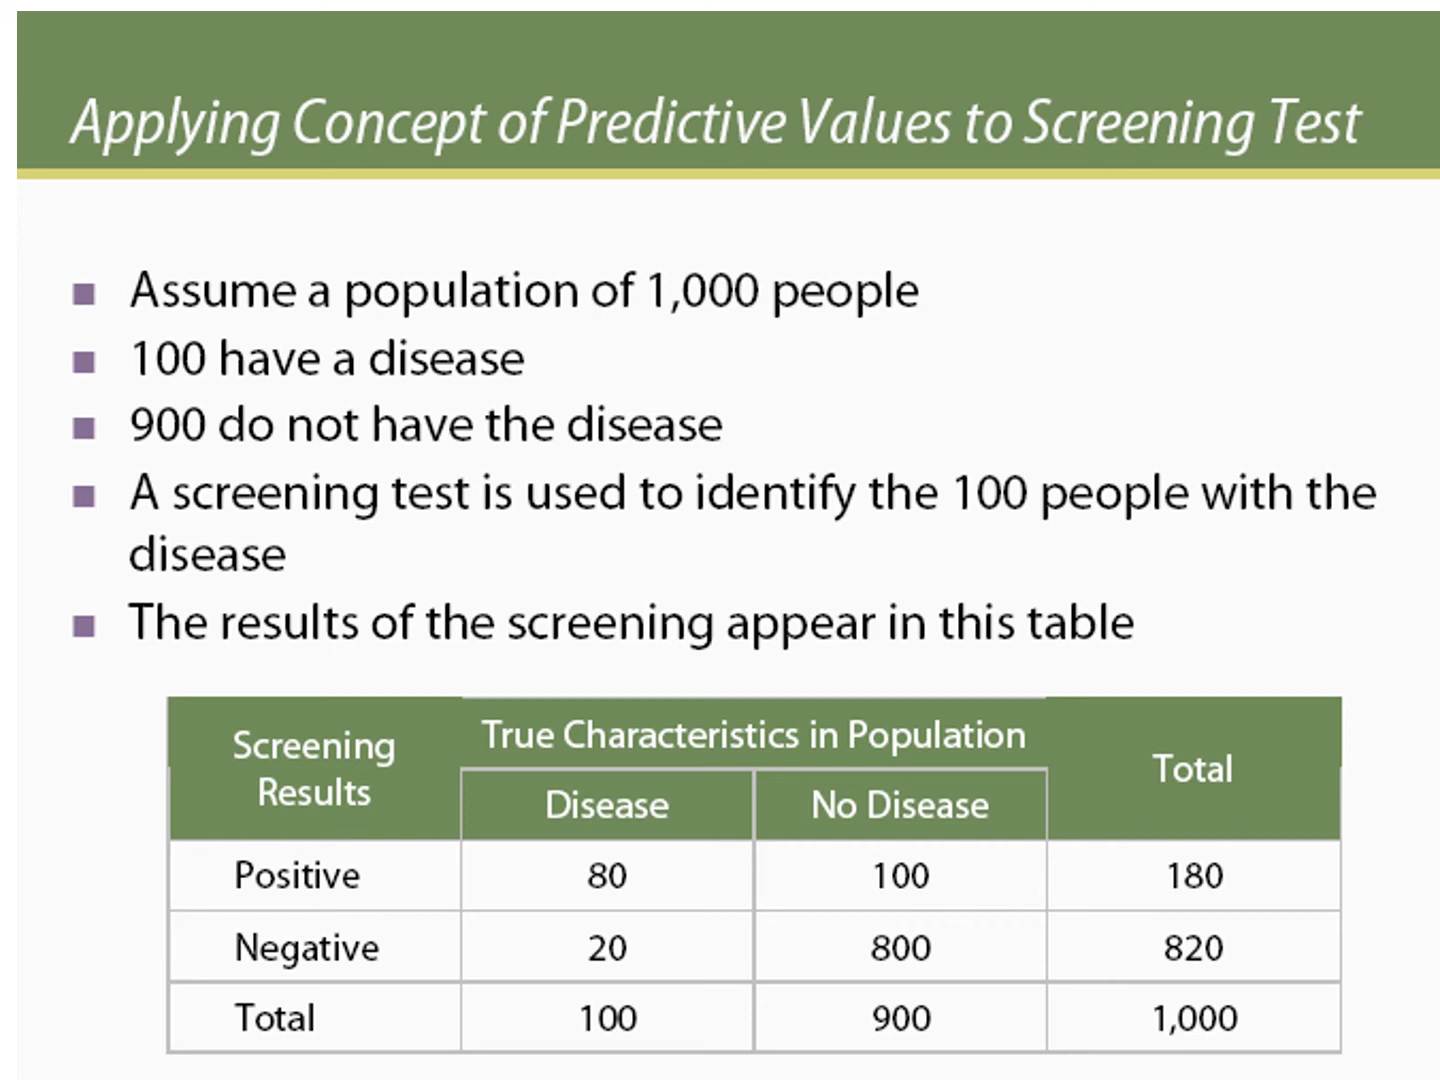 Applying Concept of Predictive Values to Screening Test
Assume a population of 1,000 people
100 have a disease
900 do not have the disease
A screening test is used to identify the 100 people with the
disease
The results of the screening appear in this table
Screening
Results
True Characteristics in Population
Total
Disease
No Disease
Positive 80 100 180
Negative 20 800 820
Total 100 900 1,000